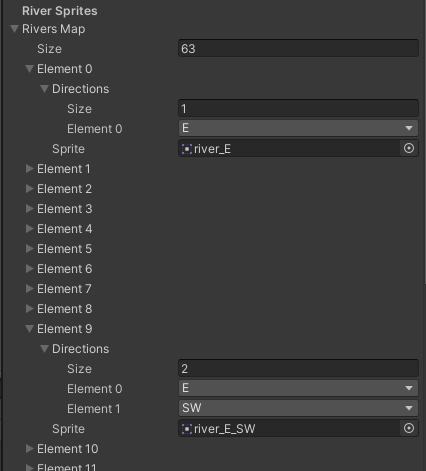 River Sprites
Rivers Map
Size 63
Element 0
Directions
Size 1
Element 0 E
Sprite river_E
Element 1
Element 2
Element 3
Element 4
Element 5
Element 6
Element 7
Element 8
Element 9
Directions
Size 2
Element 0 E
Element 1 SW
Sprite river_E_SW
Element 10
Element 11